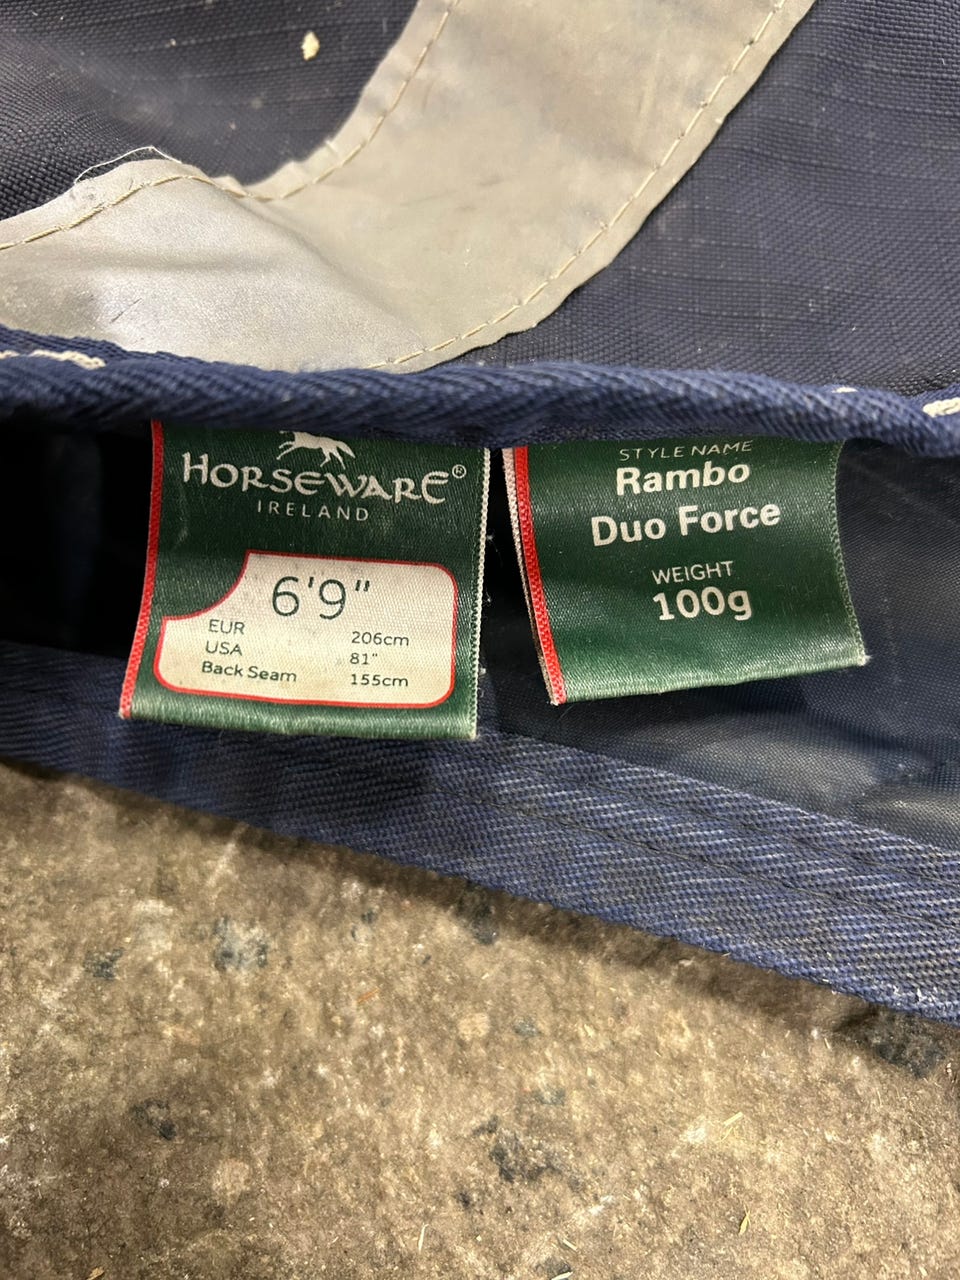 HORSEWARE®
IRELAND
6'9"
EUR 206cm
USA 81"
Back Seam 155cm
STYLE NAME
Rambo
Duo Force
WEIGHT
100g